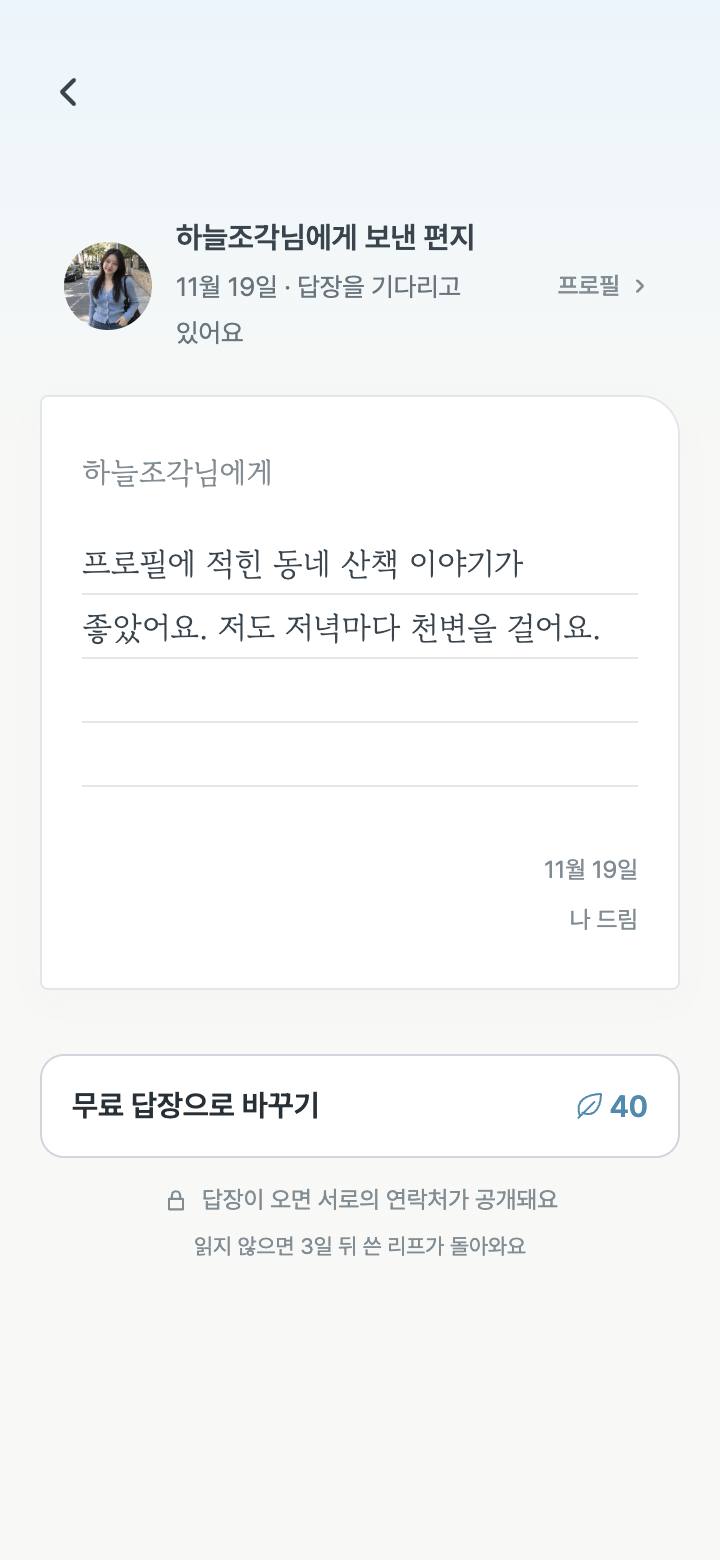 하늘조각님에게 보낸 편지
11월 19일 · 답장을 기다리고
있어요
프로필
하늘조각님에게
프로필에 적힌 동네 산책 이야기가
좋았어요. 저도 저녁마다 천변을 걸어요.
11월 19일
나 드림
무료 답장으로 바꾸기 40
답장이 오면 서로의 연락처가 공개돼요
읽지 않으면 3일 뒤 쓴 리프가 돌아와요